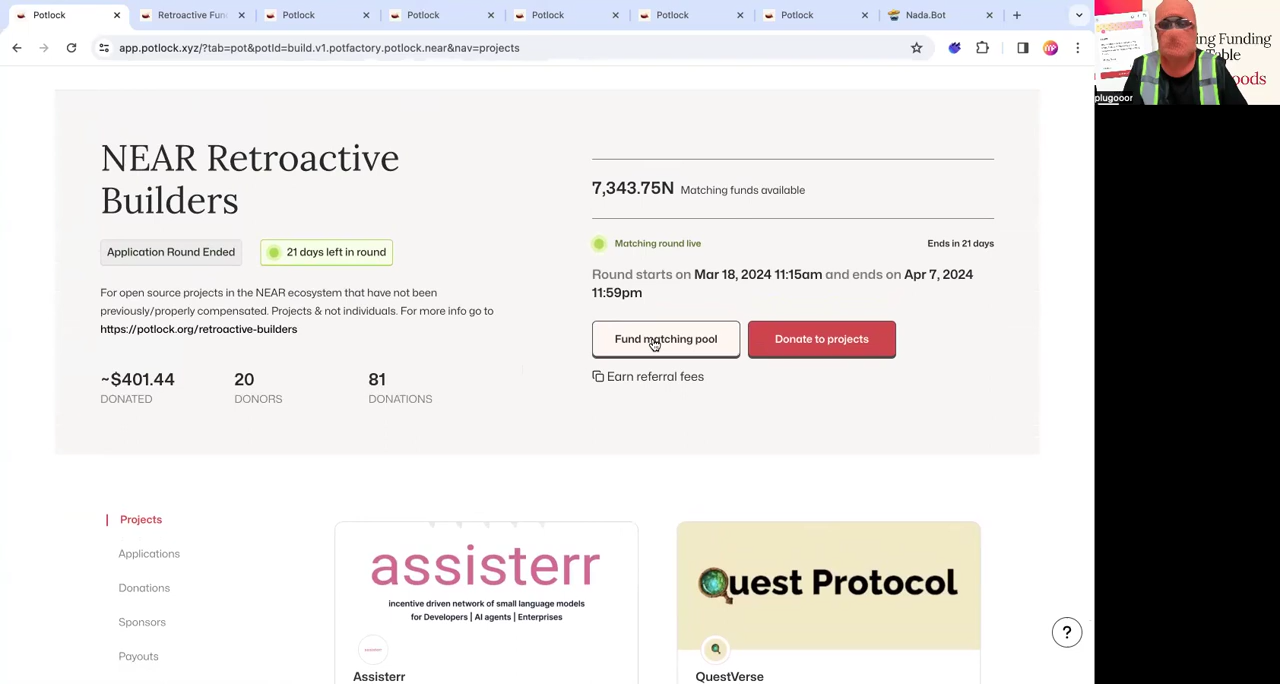 Potlock
Retroactive Fun
Potlock
Potlock
Potlock
Potlock
Potlock
Nada.Bot
app.potlock.xyz/?tab=pot&potId=build.v1.potfactory.potlock.near&nav=projects
MP
ing Funding
Table
oods
plugooor
NEAR Retroactive
Builders
Application Round Ended
21 days left in round
For open source projects in the NEAR ecosystem that have not been
previously/properly compensated. Projects & not individuals. For more info go to
https://potlock.org/retroactive-builders
~$401.44
DONATED
20
DONORS
81
DONATIONS
7,343.75N Matching funds available
Matching round live
Ends in 21 days
Round starts on Mar 18, 2024 11:15am and ends on Apr 7, 2024
11:59pm
Fund matching pool
Donate to projects
Earn referral fees
Projects
Applications
Donations
Sponsors
Payouts
assisterr
incentive driven network of small language models
for Developers | AI agents | Enterprises
Assisterr
Quest Protocol
QuestVerse
?